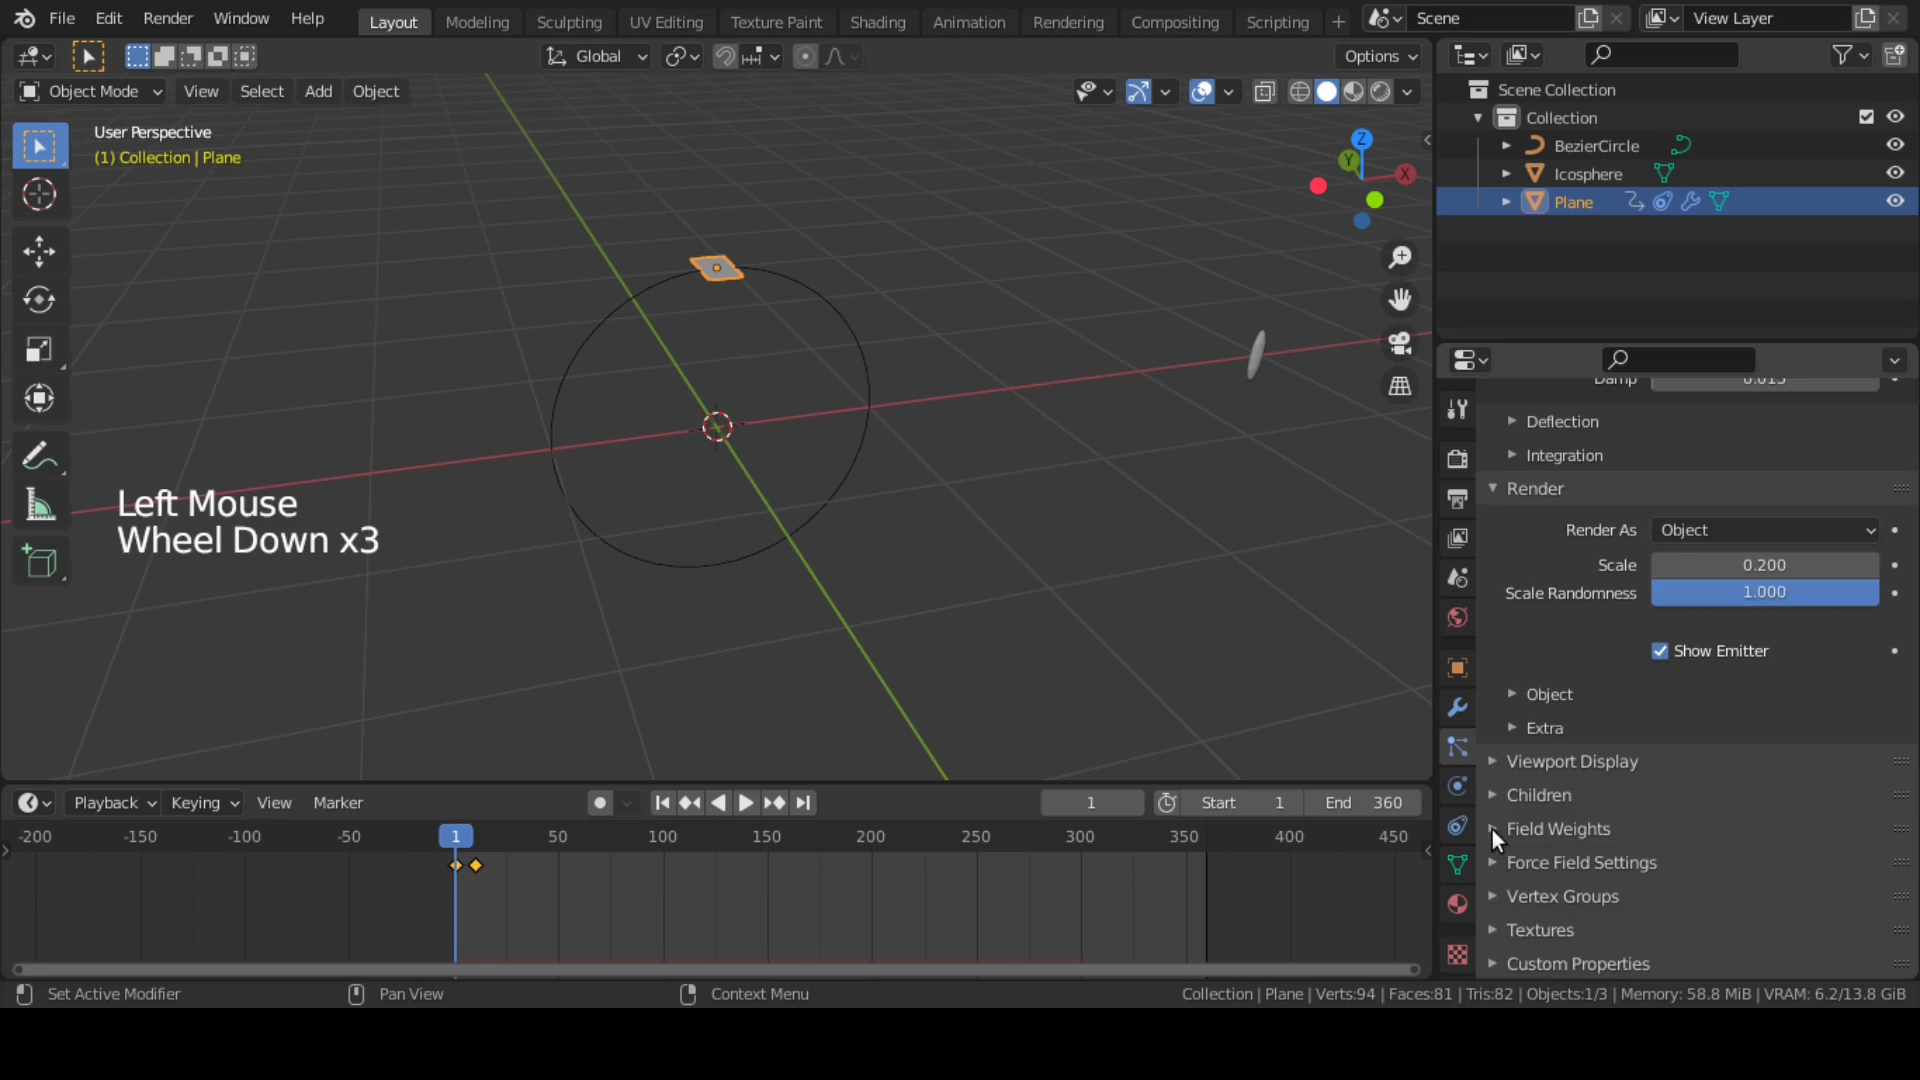 File Edit Render Window Help Layout Modeling Sculpting UV Editing Texture Paint Shading Animation Rendering Compositing Scripting + Scene View Layer
Global Options
Object Mode View Select Add Object
User Perspective
(1) Collection | Plane
Z
Y
X
Left Mouse
Wheel Down x3
Scene Collection
Collection
BezierCircle
Icosphere
Plane
Damp 0.015
Deflection
Integration
Render
Render As Object
Scale 0.200
Scale Randomness 1.000
Show Emitter
Object
Extra
Viewport Display
Children
Field Weights
Force Field Settings
Vertex Groups
Textures
Custom Properties
Playback Keying View Marker 1 Start 1 End 360
-200 -150 -100 -50 1 50 100 150 200 250 300 350 400 450
Set Active Modifier Pan View Context Menu Collection | Plane | Verts:94 | Faces:81 | Tris:82 | Objects:1/3 | Memory: 58.8 MiB | VRAM: 6.2/13.8 GiB